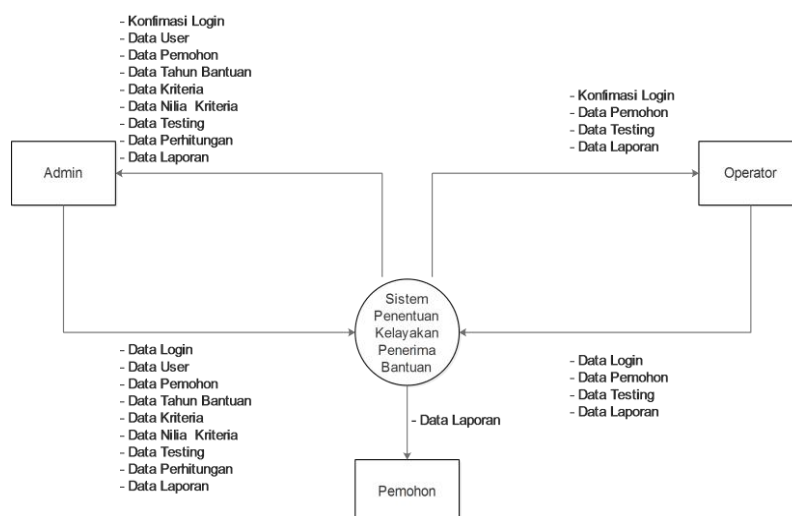 - Konfirmasi Login
- Data User
- Data Pemohon
- Data Tahun Bantuan
- Data Kriteria
- Data Nilia Kriteria
- Data Testing
- Data Perhitungan
- Data Laporan
Admin
- Konfirmasi Login
- Data Pemohon
- Data Testing
- Data Laporan
Operator
Sistem
Penentuan
Kelayakan
Penerima
Bantuan
- Data Login
- Data User
- Data Pemohon
- Data Tahun Bantuan
- Data Kriteria
- Data Nilia Kriteria
- Data Testing
- Data Perhitungan
- Data Laporan
- Data Login
- Data Pemohon
- Data Testing
- Data Laporan
- Data Laporan
Pemohon